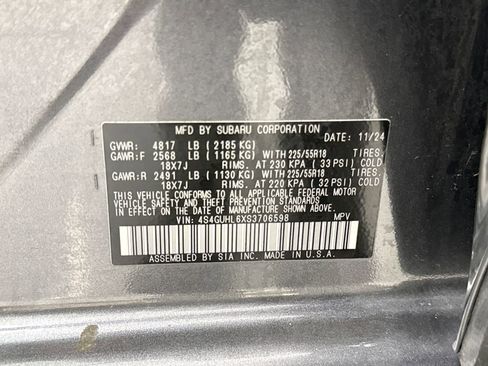 MFD BY SUBARU CORPORATION DATE: 11/24
GVWR: 4817 LB (2185 KG)
GAWR:F 2568 LB (1165 KG) WITH 225/55R18 TIRES.
18X7J RIMS. AT 230 KPA (33 PSI) COLD
GAWR:R 2491 LB (1130 KG) WITH 225/55R18 TIRES.
18X7J RIMS. AT 220 KPA (32 PSI) COLD
THIS VEHICLE CONFORMS TO ALL APPLICABLE FEDERAL MOTOR
VEHICLE SAFETY AND THEFT PREVENTION STANDARDS IN
EFFECT ON THE DATE OF MANUFACTURE SHOWN ABOVE.
VIN: 4S4GUHL6XS3706598 MPV
ASSEMBLED BY SIA INC. MADE IN U.S.A.